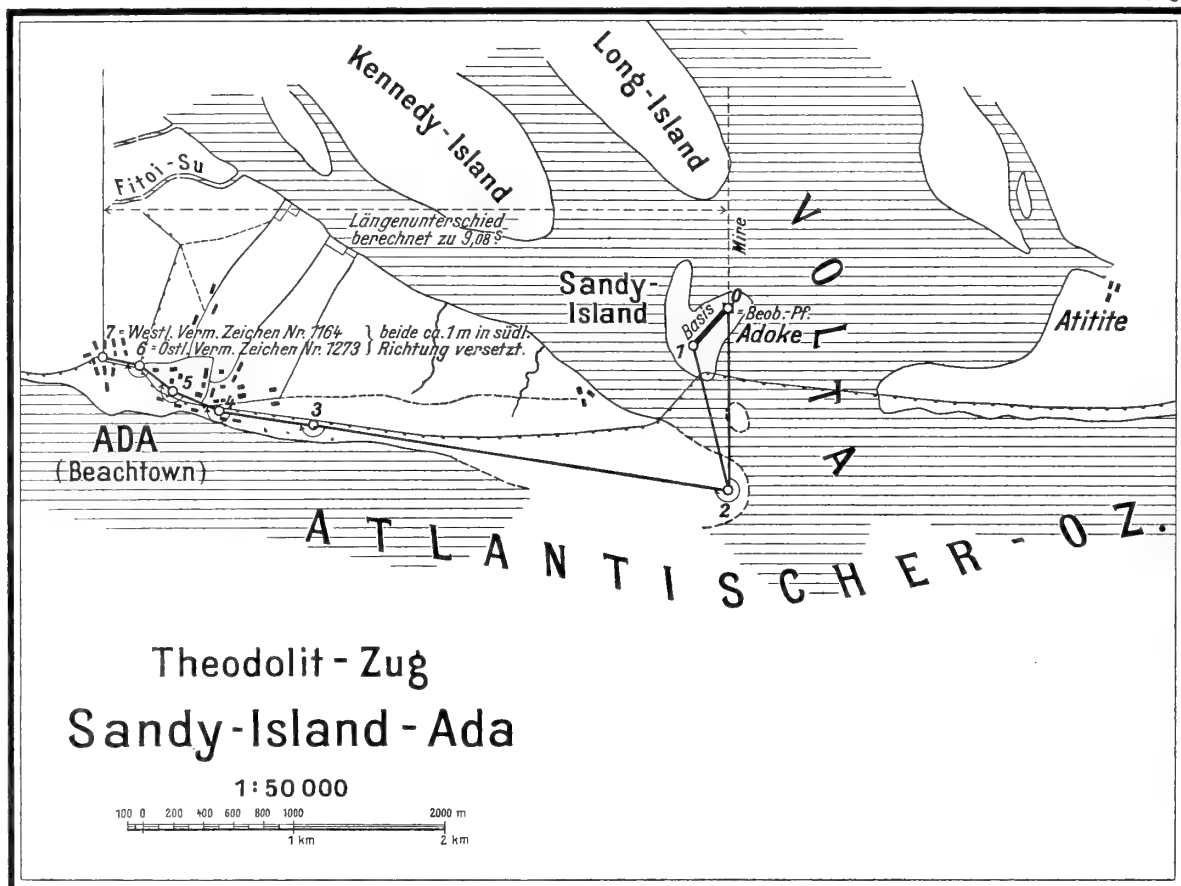 Kennedy-Island
Long-Island
Fitoi-Su
Längenunterschied
berechnet zu 9,08 s
Mire
VOLTA
Sandy-
Island
Basis
0
1
=Beob.-Pf.
Adoke
Atitite
7 = Westl. Verm. Zeichen Nr. 1164 } beide ca. 1 m in südl.
6 = Östl. Verm. Zeichen Nr. 1273 } Richtung versetzt.
5
4
3
2
ADA
(Beachtown)
ATLANTISCHER-OZ.
Theodolit-Zug
Sandy-Island-Ada
1:50 000
100 0 200 400 600 800 1000 2000 m
1 km 2 km